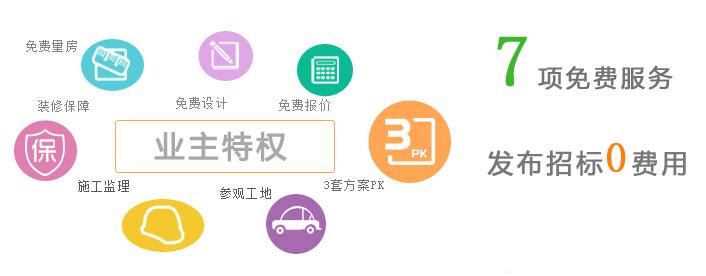 免费量房
装修保障
免费设计
免费报价
保
业主特权
3
PK
施工监理
参观工地
3套方案PK
7项免费服务
发布招标0费用